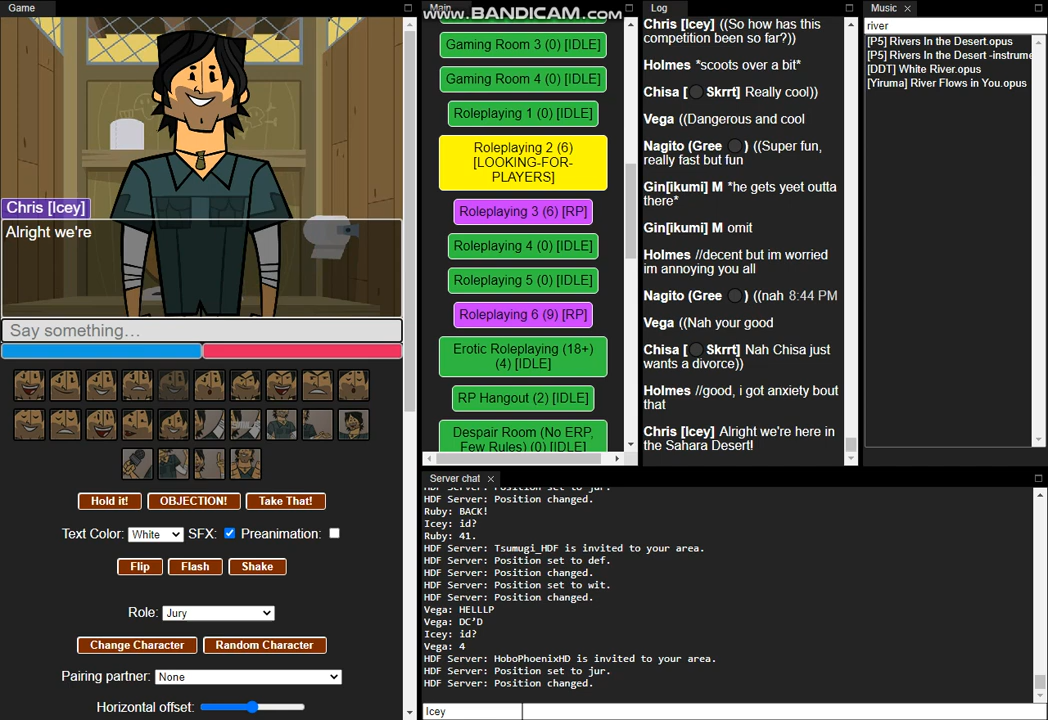 Game
Main
WWW.BANDICAM.COM
Log
Music
Chris [Icey]
Alright we're
Say something…
Hold it!
OBJECTION!
Take That!
Text Color:
White
SFX:
Preanimation:
Flip
Flash
Shake
Role:
Jury
Change Character
Random Character
Pairing partner:
None
Horizontal offset:
Gaming Room 3 (0) [IDLE]
Gaming Room 4 (0) [IDLE]
Roleplaying 1 (0) [IDLE]
Roleplaying 2 (6)
[LOOKING-FOR-
PLAYERS]
Roleplaying 3 (6) [RP]
Roleplaying 4 (0) [IDLE]
Roleplaying 5 (0) [IDLE]
Roleplaying 6 (9) [RP]
Erotic Roleplaying (18+)
(4) [IDLE]
RP Hangout (2) [IDLE]
Despair Room (No ERP,
Few Rules) (0) [IDLE]
Chris [Icey] ((So how has this
competition been so far?))
Holmes *scoots over a bit*
Chisa [ Skrrt] Really cool))
Vega ((Dangerous and cool
Nagito (Gree ) ((Super fun,
really fast but fun
Gin[ikumi] M *he gets yeet outta
there*
Gin[ikumi] M omit
Holmes //decent but im worried
im annoying you all
Nagito (Gree ) ((nah 8:44 PM
Vega ((Nah your good
Chisa [ Skrrt] Nah Chisa just
wants a divorce))
Holmes //good, i got anxiety bout
that
Chris [Icey] Alright we're here in
the Sahara Desert!
river
[P5] Rivers In the Desert.opus
[P5] Rivers In the Desert -instrume
[DDT] White River.opus
[Yiruma] River Flows in You.opus
Server chat
HDF Server: Position set to jur.
HDF Server: Position changed.
Ruby: BACK!
Icey: id?
Ruby: 41.
HDF Server: Tsumugi_HDF is invited to your area.
HDF Server: Position set to def.
HDF Server: Position changed.
HDF Server: Position set to wit.
HDF Server: Position changed.
Vega: HELLLP
Vega: DC'D
Icey: id?
Vega: 4
HDF Server: HoboPhoenixHD is invited to your area.
HDF Server: Position set to jur.
HDF Server: Position changed.
Icey